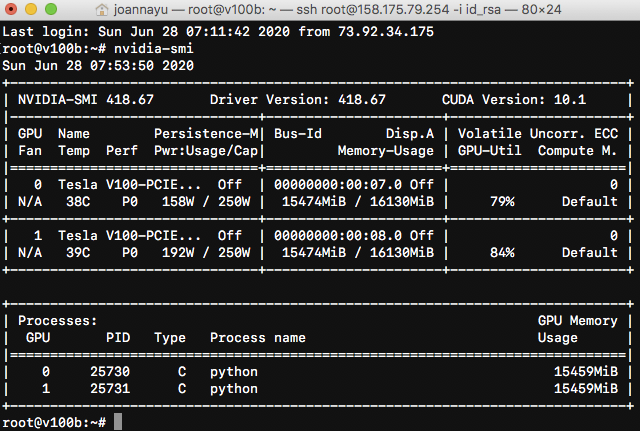 joannayu — root@v100b: ~ — ssh root@158.175.79.254 -i id_rsa — 80×24
Last login: Sun Jun 28 07:11:42 2020 from 73.92.34.175
[root@v100b:~# nvidia-smi
Sun Jun 28 07:53:50 2020
+-----------------------------------------------------------------------------+
| NVIDIA-SMI 418.67       Driver Version: 418.67       CUDA Version: 10.1     |
|-------------------------------+----------------------+----------------------+
| GPU  Name        Persistence-M| Bus-Id        Disp.A | Volatile Uncorr. ECC |
| Fan  Temp  Perf  Pwr:Usage/Cap|         Memory-Usage | GPU-Util  Compute M. |
|===============================+======================+======================|
|   0  Tesla V100-PCIE...  Off  | 00000000:00:07.0 Off |                    0 |
| N/A   38C    P0   158W / 250W |  15474MiB / 16130MiB |     79%      Default |
+-------------------------------+----------------------+----------------------+
|   1  Tesla V100-PCIE...  Off  | 00000000:00:08.0 Off |                    0 |
| N/A   39C    P0   192W / 250W |  15474MiB / 16130MiB |     84%      Default |
+-------------------------------+----------------------+----------------------+
+-----------------------------------------------------------------------------+
| Processes:                                                       GPU Memory |
|  GPU       PID   Type   Process name                             Usage      |
|=============================================================================|
|    0     25730      C   python                                     15459MiB |
|    1     25731      C   python                                     15459MiB |
+-----------------------------------------------------------------------------+
root@v100b:~#